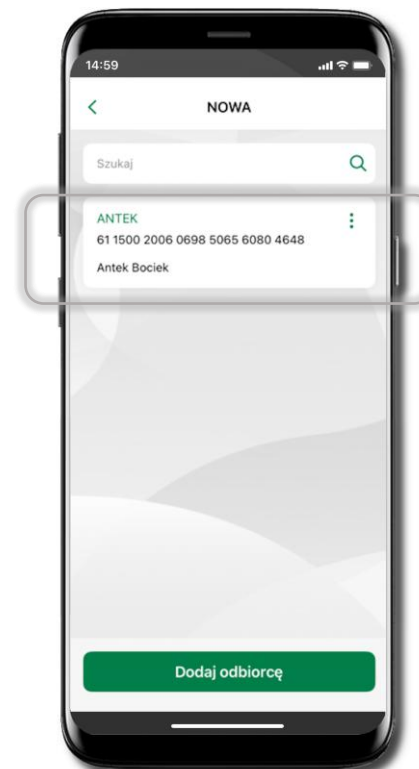 14:59
NOWA
Szukaj
ANTEK
61 1500 2006 0698 5065 6080 4648
Antek Bociek
Dodaj odbiorcę